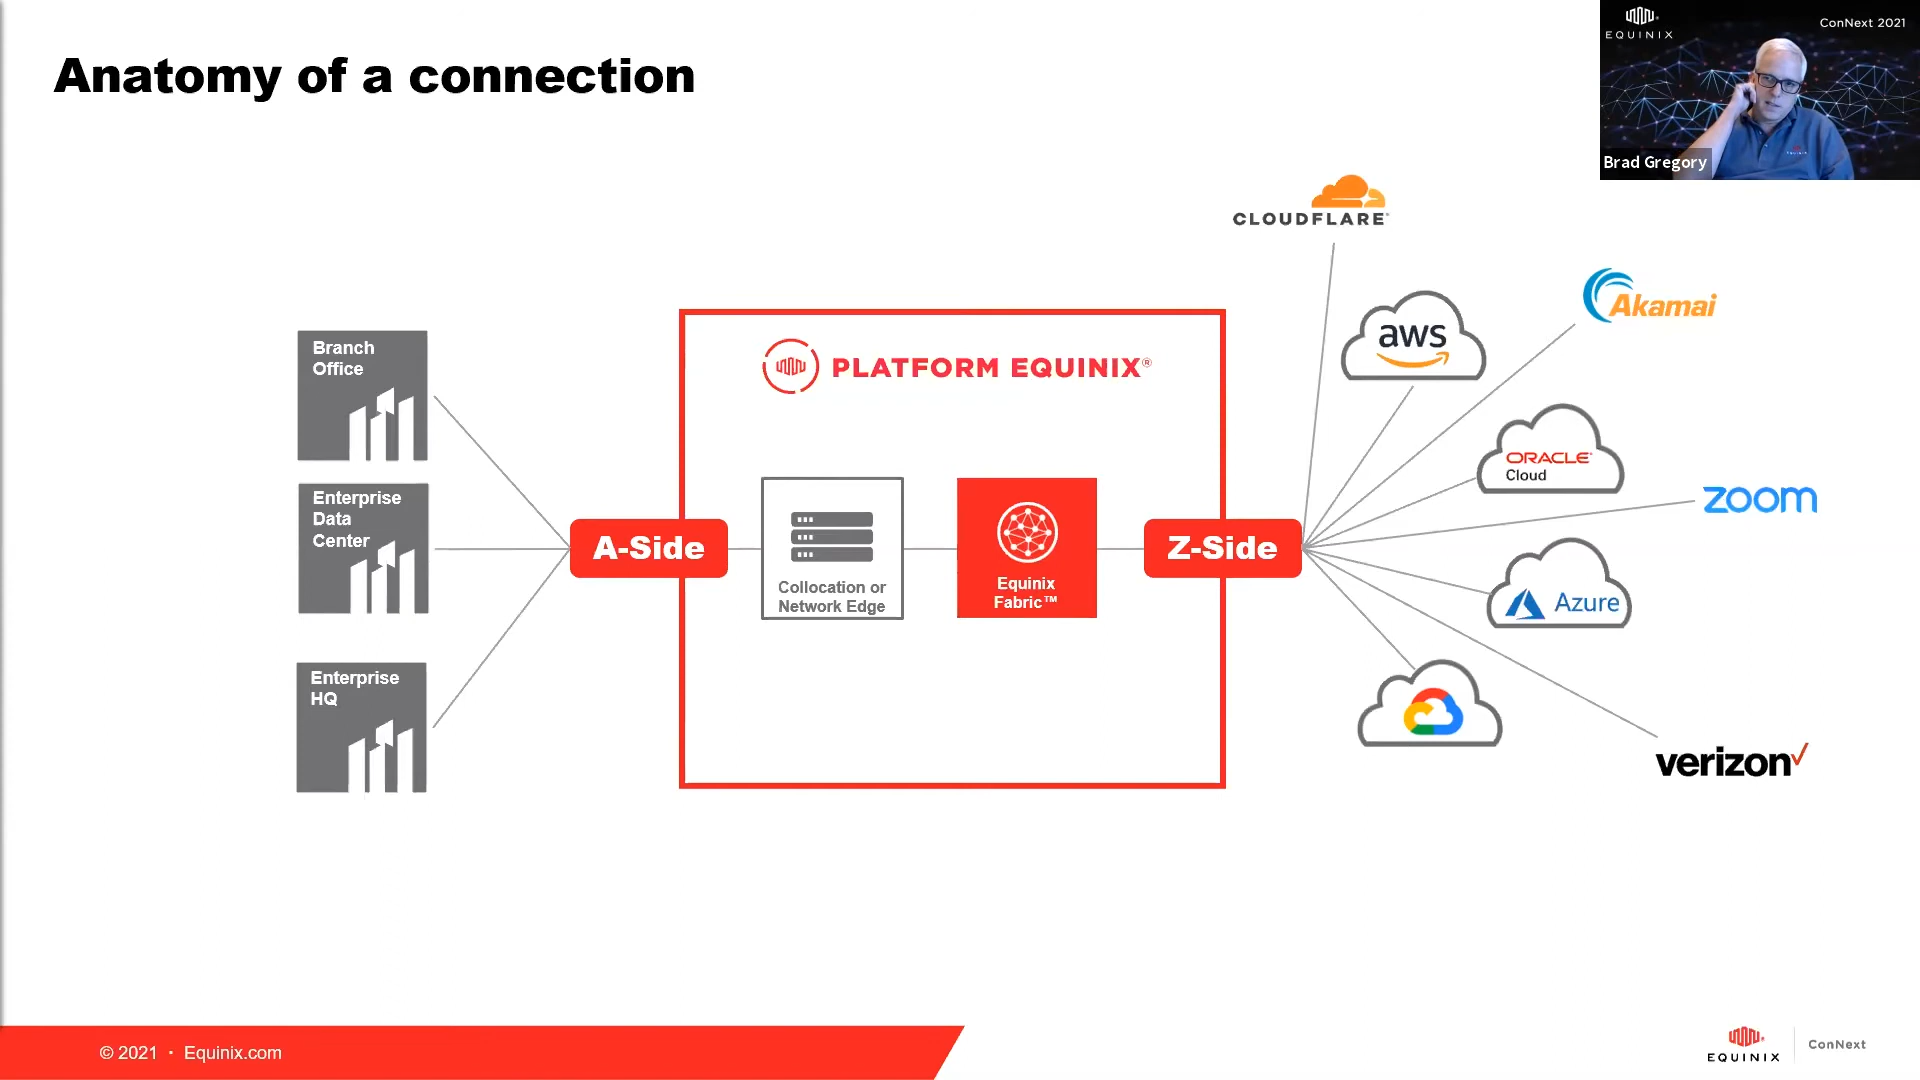 Anatomy of a connection
EQUINIX
ConNext 2021
EQUINIX
Brad Gregory
CLOUDFLARE
Akamai
aws
ORACLE
Cloud
zoom
Azure
verizon
Branch
Office
Enterprise
Data
Center
Enterprise
HQ
PLATFORM EQUINIX®
A-Side
Collocation or
Network Edge
Equinix
Fabric™
Z-Side
© 2021 · Equinix.com
EQUINIX
ConNext